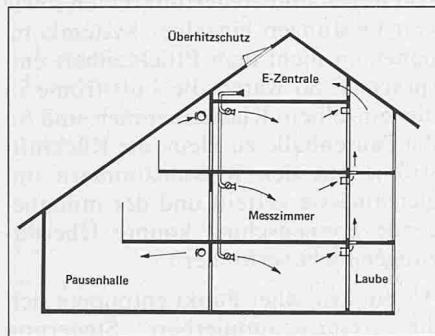 Überhitzschutz
E-Zentrale
Messzimmer
Pausenhalle
Laube